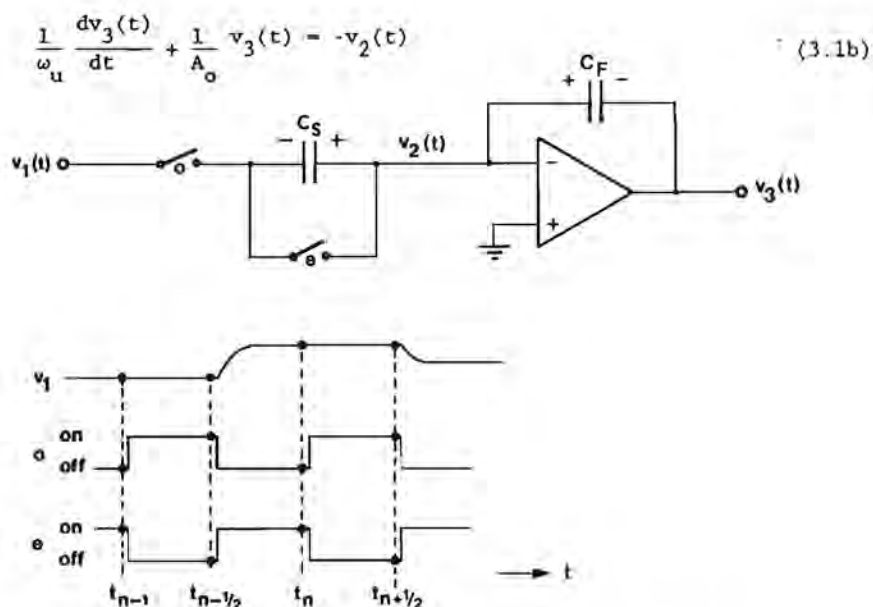 1/ω_u dv_3(t)/dt + 1/A_o v_3(t) = -v_2(t) (3.1b)
C_F
+ −
C_S
− +
v_1(t) o v_2(t) − v_3(t)
+
e
v_1
on
o
off
on
e
off
t_{n-1} t_{n-1/2} t_n t_{n+1/2} t